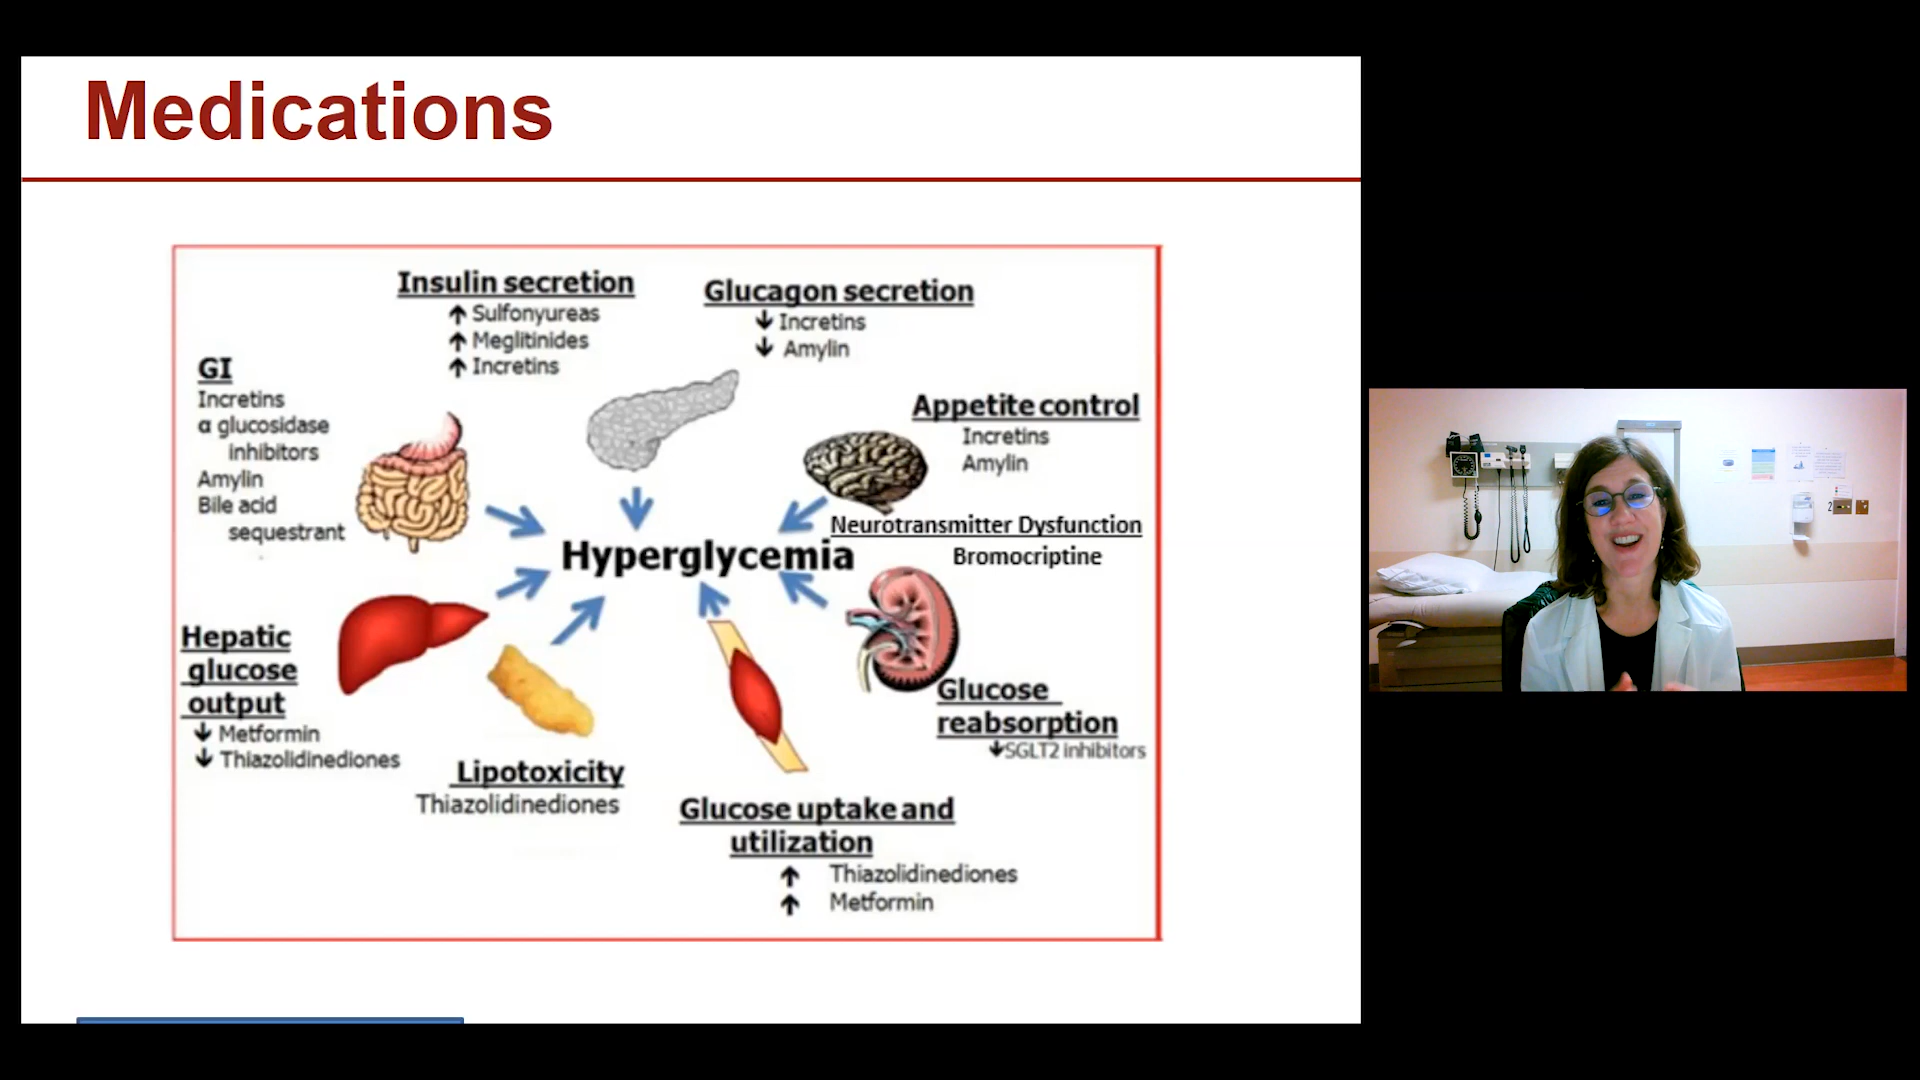 Medications
Insulin secretion
↑ Sulfonyureas
↑ Meglitinides
↑ Incretins
Glucagon secretion
↓ Incretins
↓ Amylin
GI
Incretins
α glucosidase
inhibitors
Amylin
Bile acid
sequestrant
Appetite control
Incretins
Amylin
Neurotransmitter Dysfunction
Bromocriptine
Hyperglycemia
Hepatic
glucose
output
↓ Metformin
↓ Thiazolidinediones
Lipotoxicity
Thiazolidinediones
Glucose uptake and
utilization
↑ Thiazolidinediones
↑ Metformin
Glucose
reabsorption
↓SGLT2 inhibitors
2